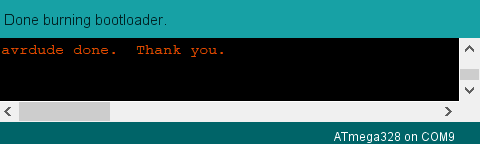 Done burning bootloader.
avrdude done.  Thank you.
ATmega328 on COM9